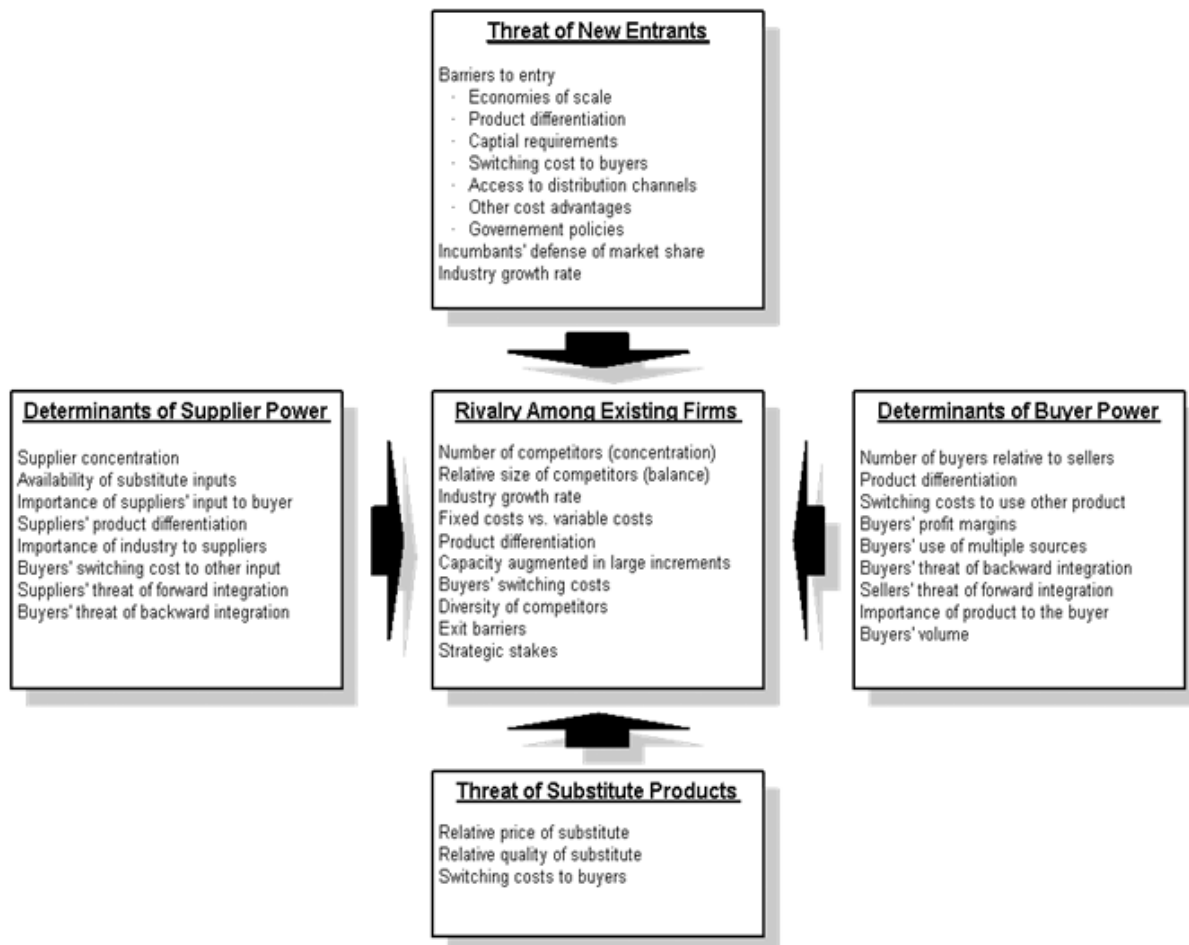 Threat of New Entrants
Barriers to entry
· Economies of scale
· Product differentiation
· Captial requirements
· Switching cost to buyers
· Access to distribution channels
· Other cost advantages
· Governement policies
Incumbants' defense of market share
Industry growth rate
Determinants of Supplier Power
Supplier concentration
Availability of substitute inputs
Importance of suppliers' input to buyer
Suppliers' product differentiation
Importance of industry to suppliers
Buyers' switching cost to other input
Suppliers' threat of forward integration
Buyers' threat of backward integration
Rivalry Among Existing Firms
Number of competitors (concentration)
Relative size of competitors (balance)
Industry growth rate
Fixed costs vs. variable costs
Product differentiation
Capacity augmented in large increments
Buyers' switching costs
Diversity of competitors
Exit barriers
Strategic stakes
Determinants of Buyer Power
Number of buyers relative to sellers
Product differentiation
Switching costs to use other product
Buyers' profit margins
Buyers' use of multiple sources
Buyers' threat of backward integration
Sellers' threat of forward integration
Importance of product to the buyer
Buyers' volume
Threat of Substitute Products
Relative price of substitute
Relative quality of substitute
Switching costs to buyers